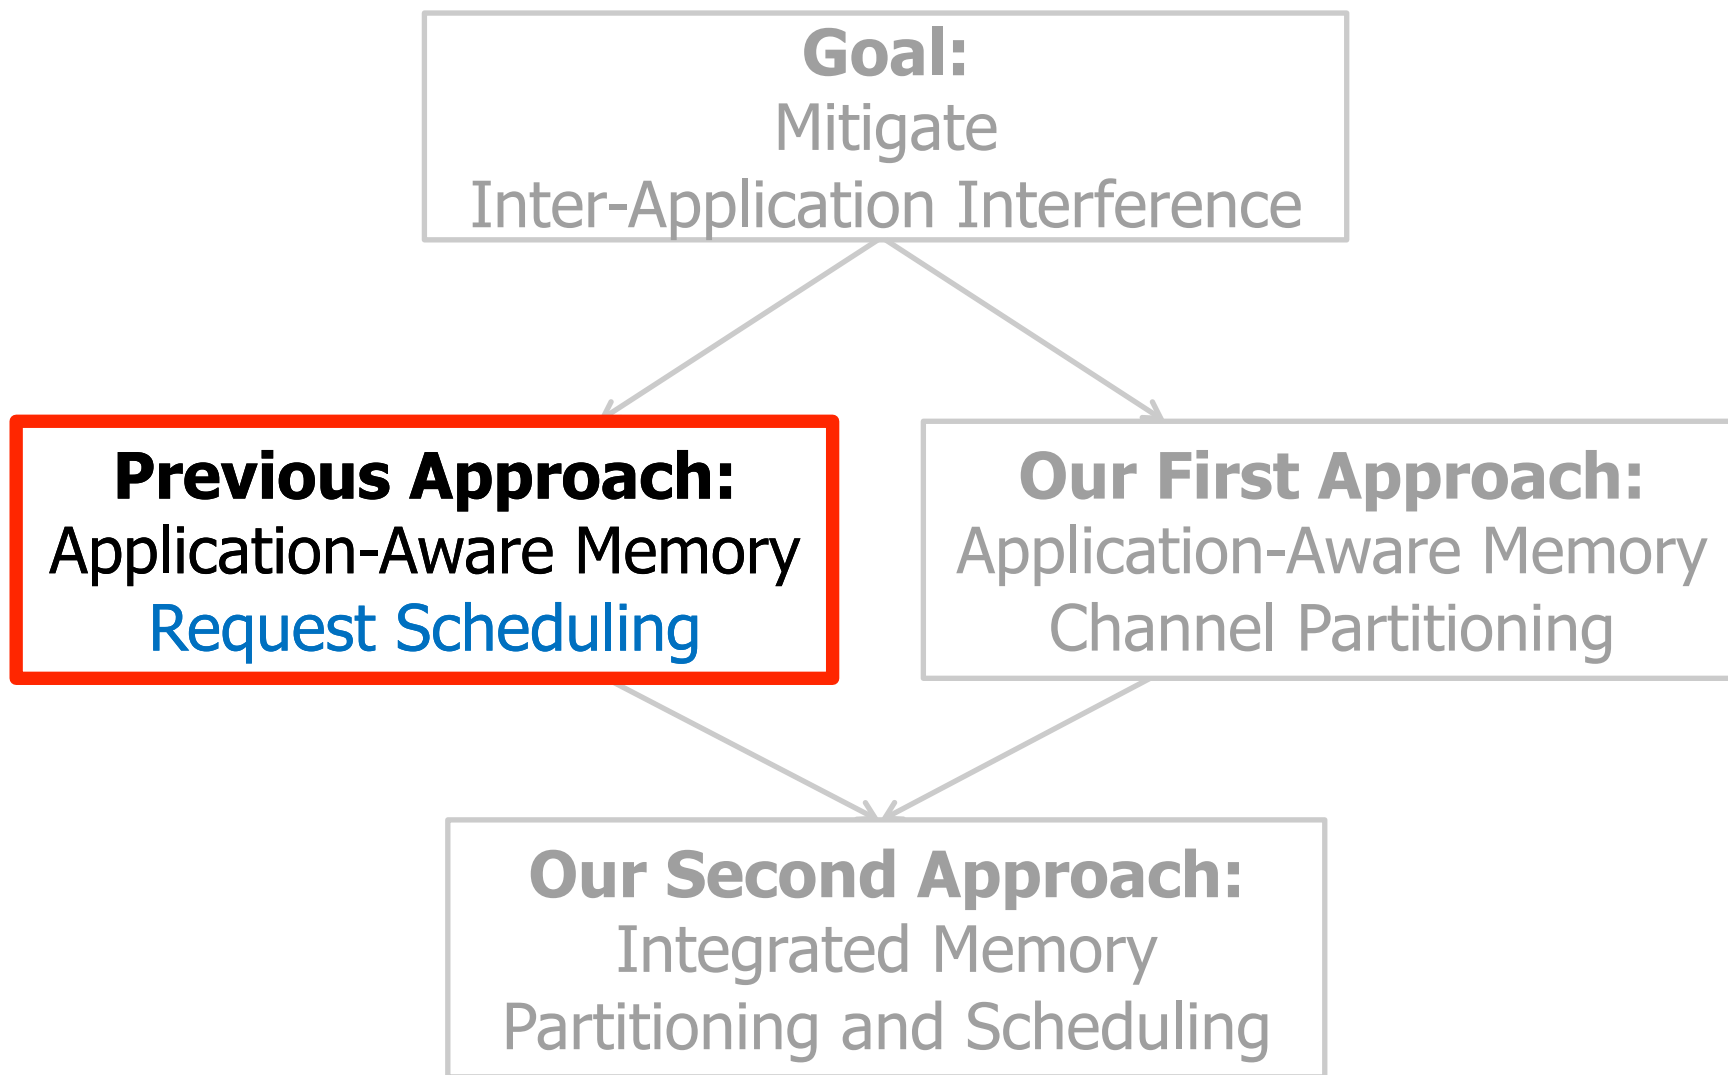 Goal:
Mitigate
Inter-Application Interference
Previous Approach:
Application-Aware Memory
Request Scheduling
Our First Approach:
Application-Aware Memory
Channel Partitioning
Our Second Approach:
Integrated Memory
Partitioning and Scheduling